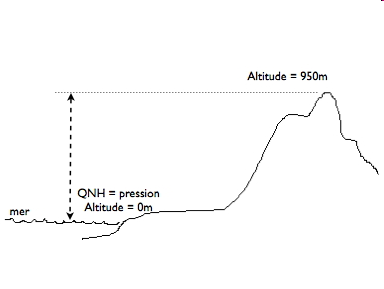 Altitude = 950m
QNH = pression
Altitude = 0m
mer